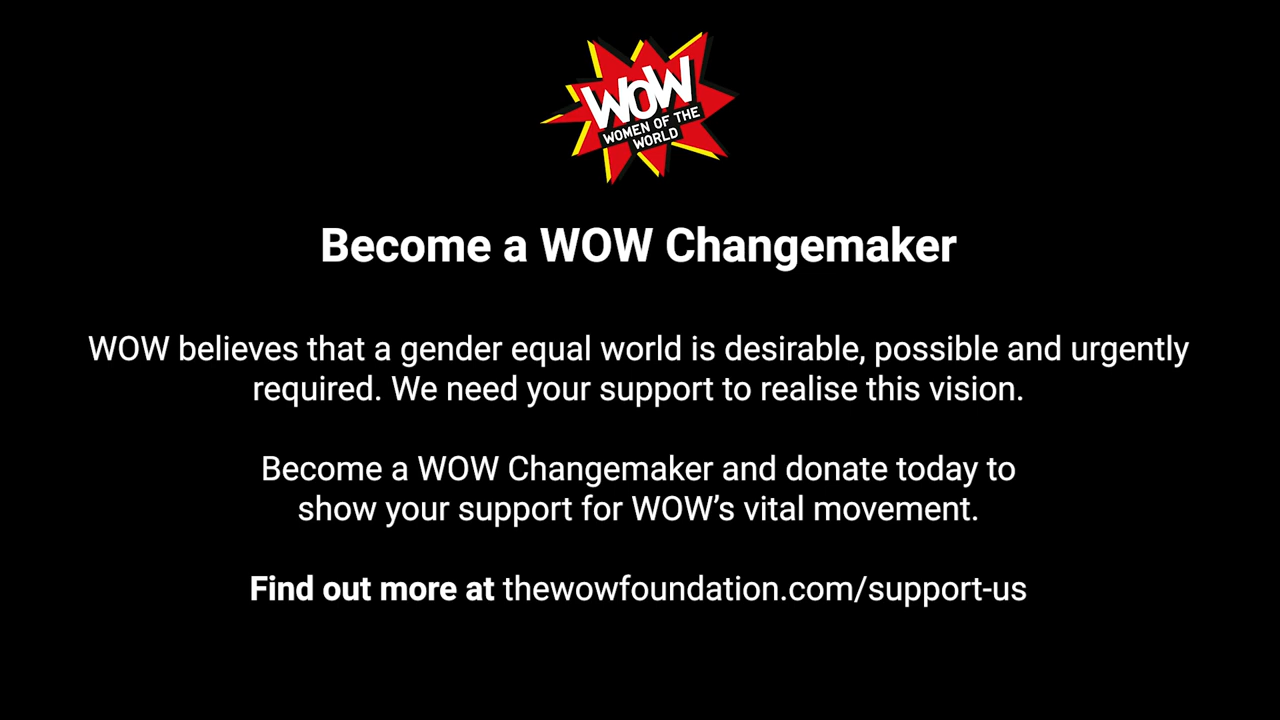 WOW
WOMEN OF THE
WORLD
Become a WOW Changemaker
WOW believes that a gender equal world is desirable, possible and urgently
required. We need your support to realise this vision.
Become a WOW Changemaker and donate today to
show your support for WOW’s vital movement.
Find out more at thewowfoundation.com/support-us